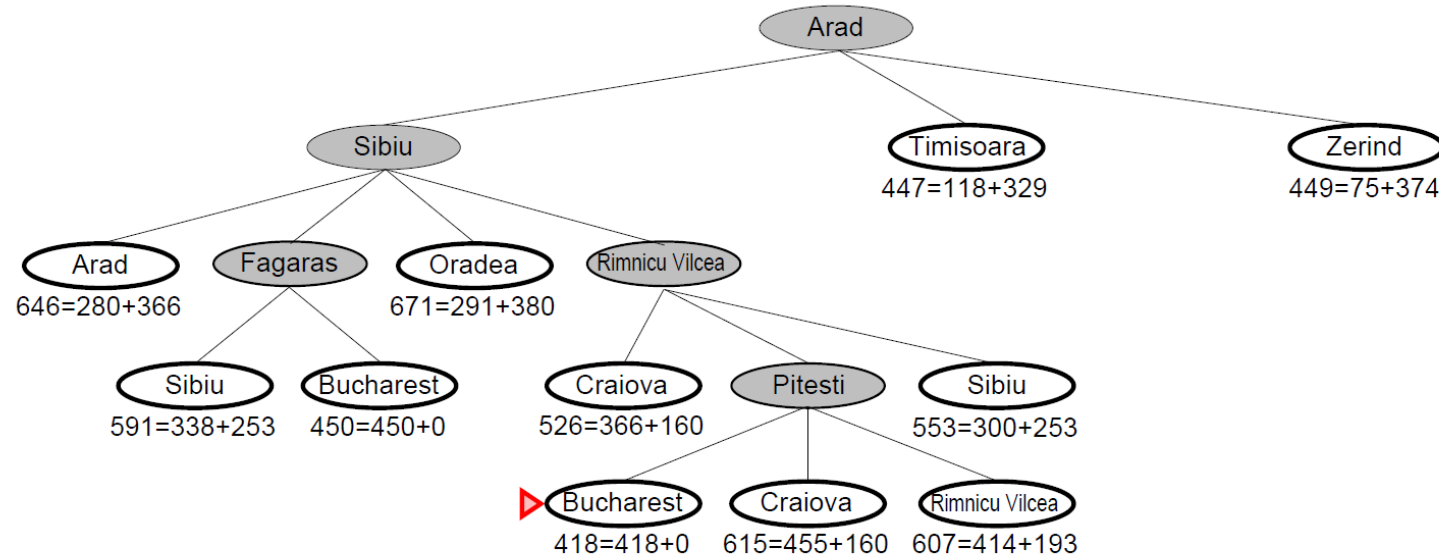 Arad
Sibiu
Timisoara
Zerind
447=118+329
449=75+374
Arad
Fagaras
Oradea
Rimnicu Vilcea
646=280+366
671=291+380
Sibiu
Bucharest
Craiova
Pitesti
Sibiu
591=338+253
450=450+0
526=366+160
553=300+253
Bucharest
Craiova
Rimnicu Vilcea
418=418+0
615=455+160
607=414+193